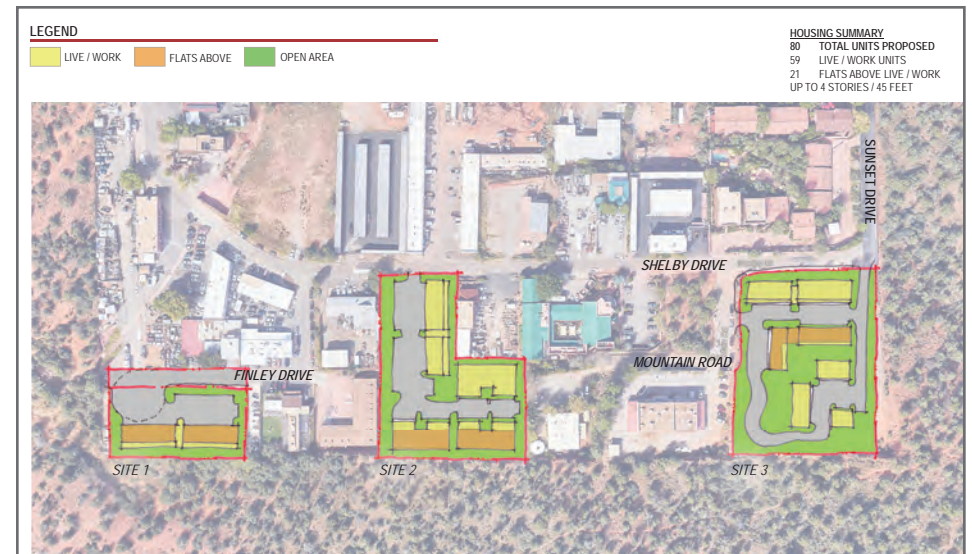 LEGEND
LIVE / WORK
FLATS ABOVE
OPEN AREA
HOUSING SUMMARY
80 TOTAL UNITS PROPOSED
59 LIVE / WORK UNITS
21 FLATS ABOVE LIVE / WORK
UP TO 4 STORIES / 45 FEET
SUNSET DRIVE
SHELBY DRIVE
MOUNTAIN ROAD
FINLEY DRIVE
SITE 1
SITE 2
SITE 3